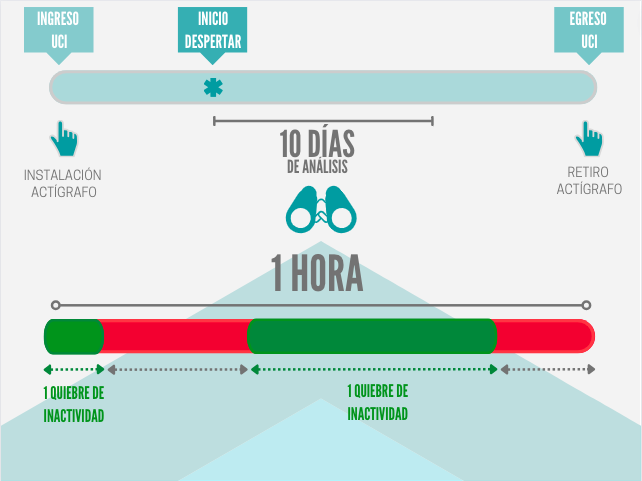 INGRESO
UCI
INICIO
DESPERTAR
EGRESO
UCI
✱
10 DÍAS
DE ANÁLISIS
INSTALACIÓN
ACTÍGRAFO
RETIRO
ACTÍGRAFO
1 HORA
1 QUIEBRE DE
INACTIVIDAD
1 QUIEBRE DE
INACTIVIDAD